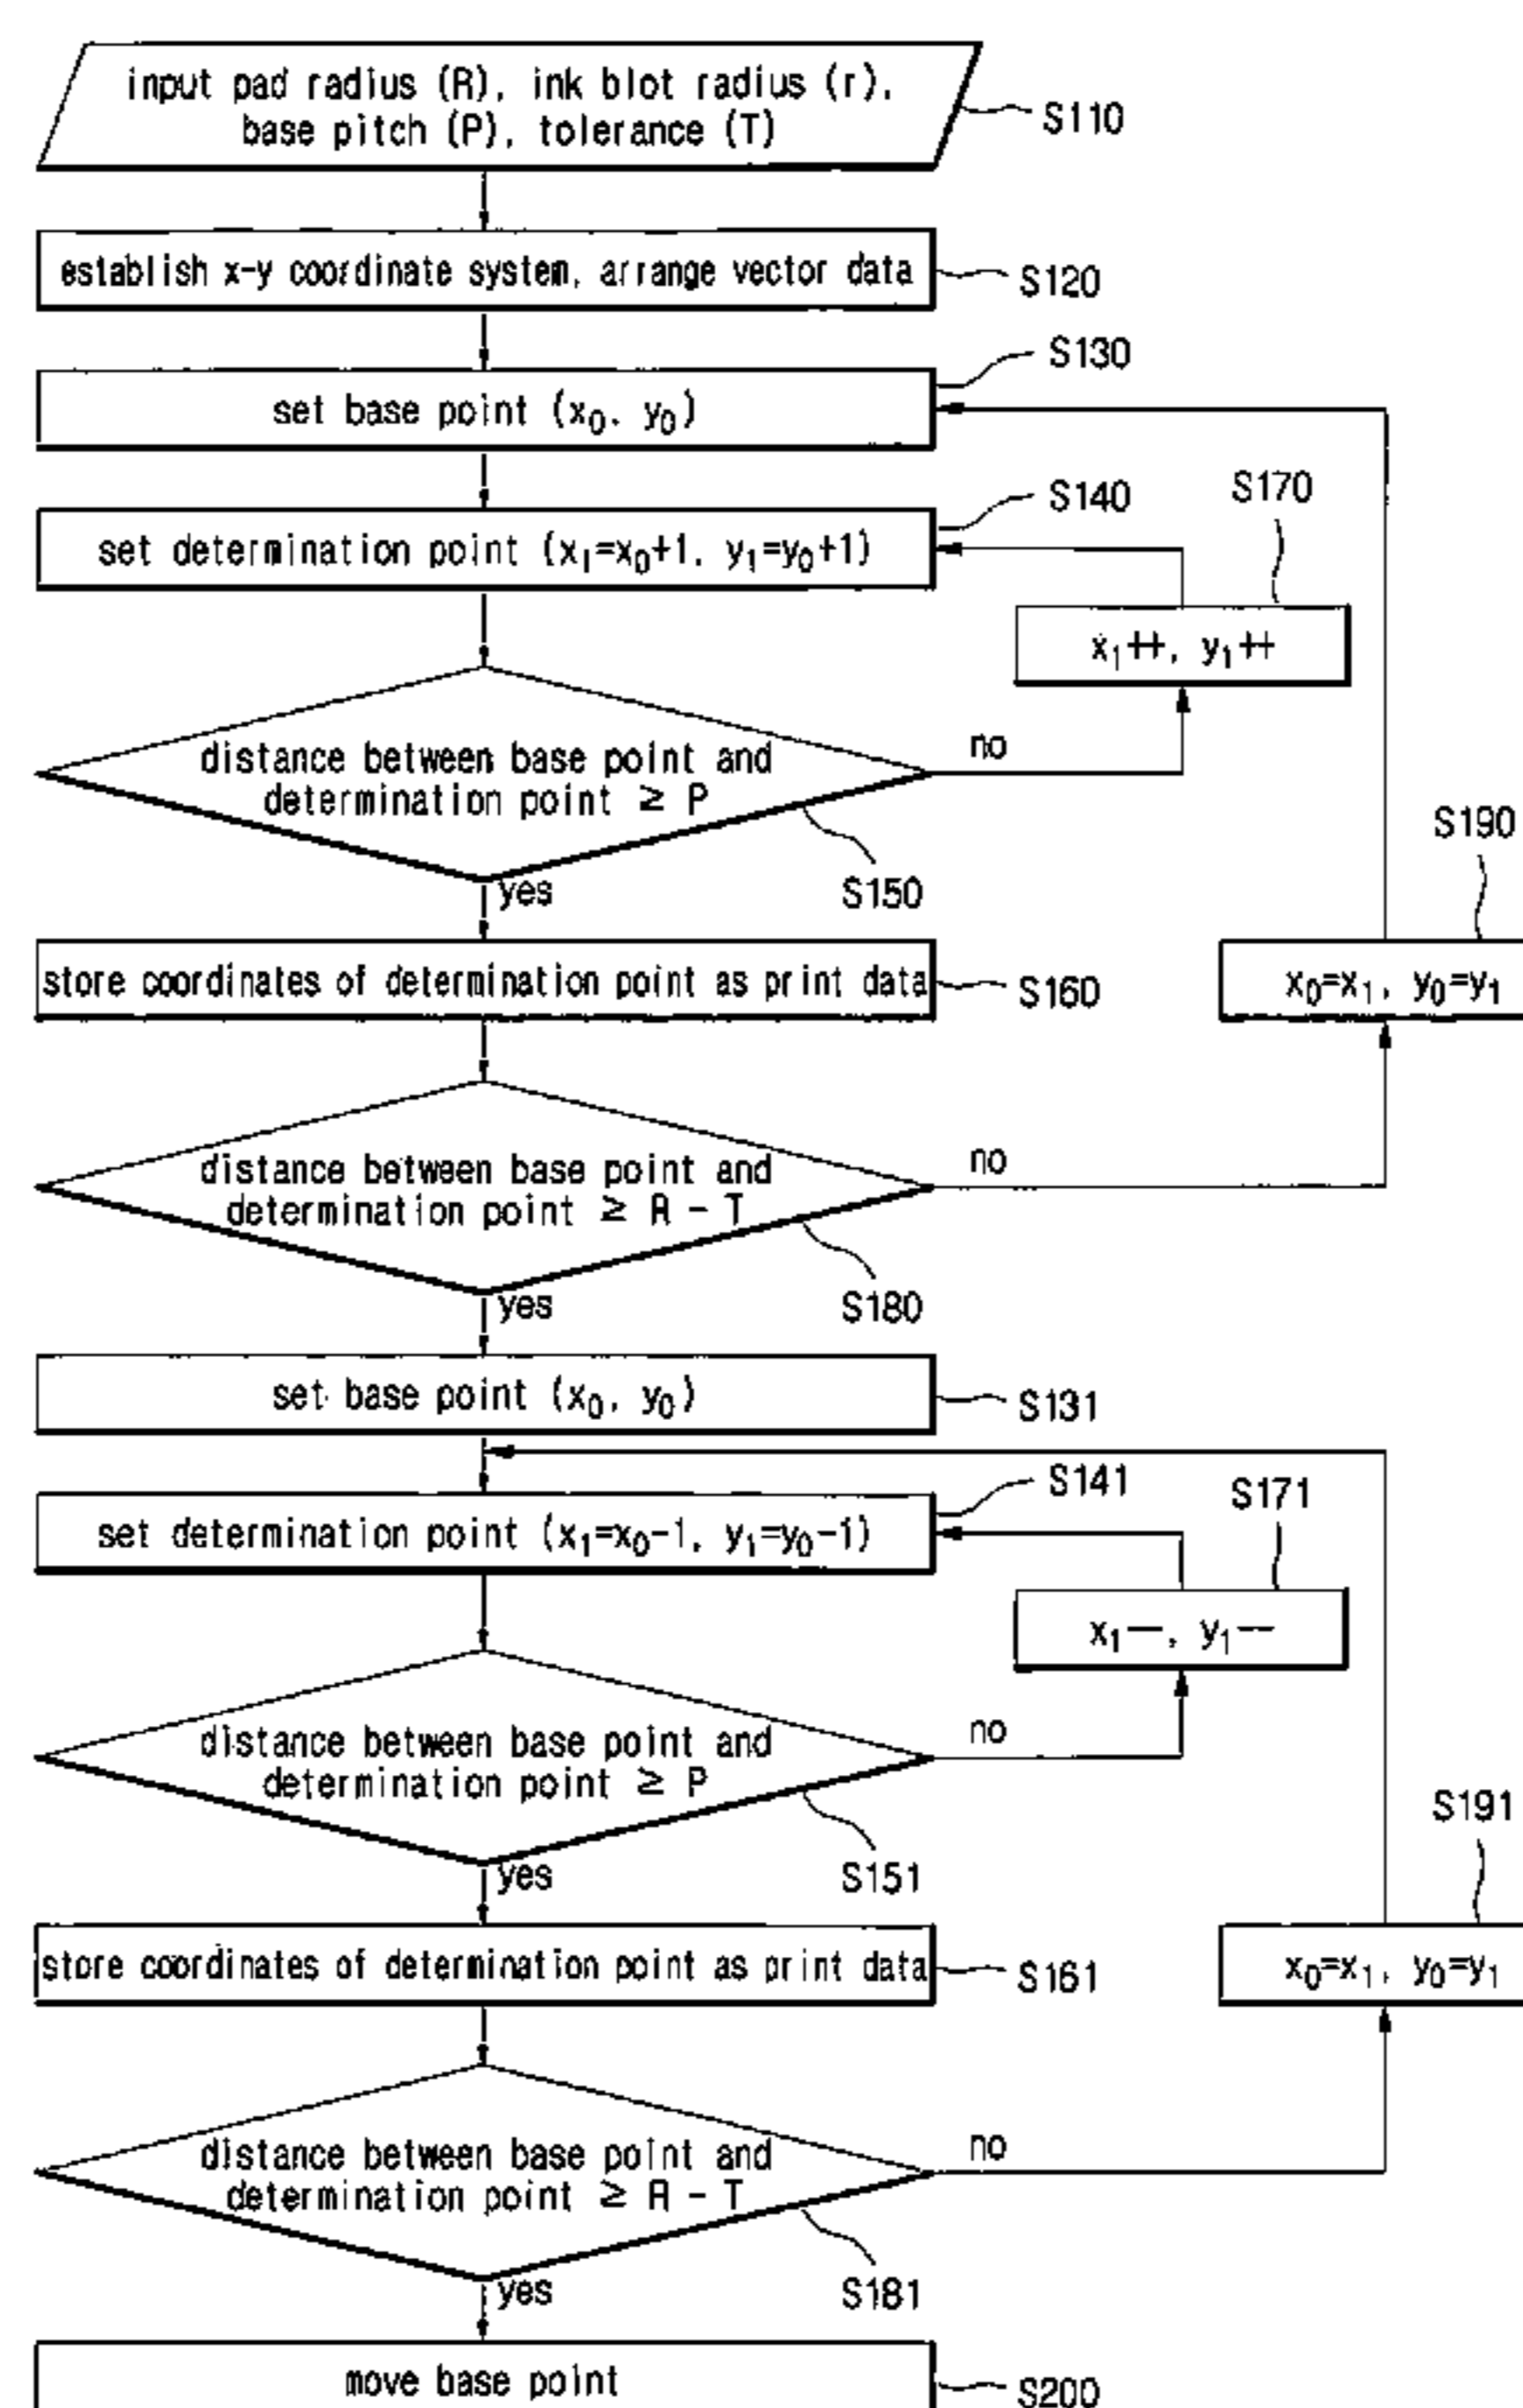 input pad radius (R), ink blot radius (r),
base pitch (P), tolerance (T)
S110
establish x-y coordinate system, arrange vector data
S120
S130
set base point (x₀, y₀)
S140
S170
set determination point (x₁=x₀+1, y₁=y₀+1)
x₁++, y₁++
distance between base point and
determination point ≥ P
no
S150
yes
S190
store coordinates of determination point as print data
S160
x₀=x₁, y₀=y₁
distance between base point and
determination point ≥ R - T
no
S180
yes
set base point (x₀, y₀)
S131
S141
S171
set determination point (x₁=x₀-1, y₁=y₀-1)
x₁--, y₁--
distance between base point and
determination point ≥ P
no
S151
yes
S191
store coordinates of determination point as print data
S161
x₀=x₁, y₀=y₁
distance between base point and
determination point ≥ R - T
no
S181
yes
move base point
S200